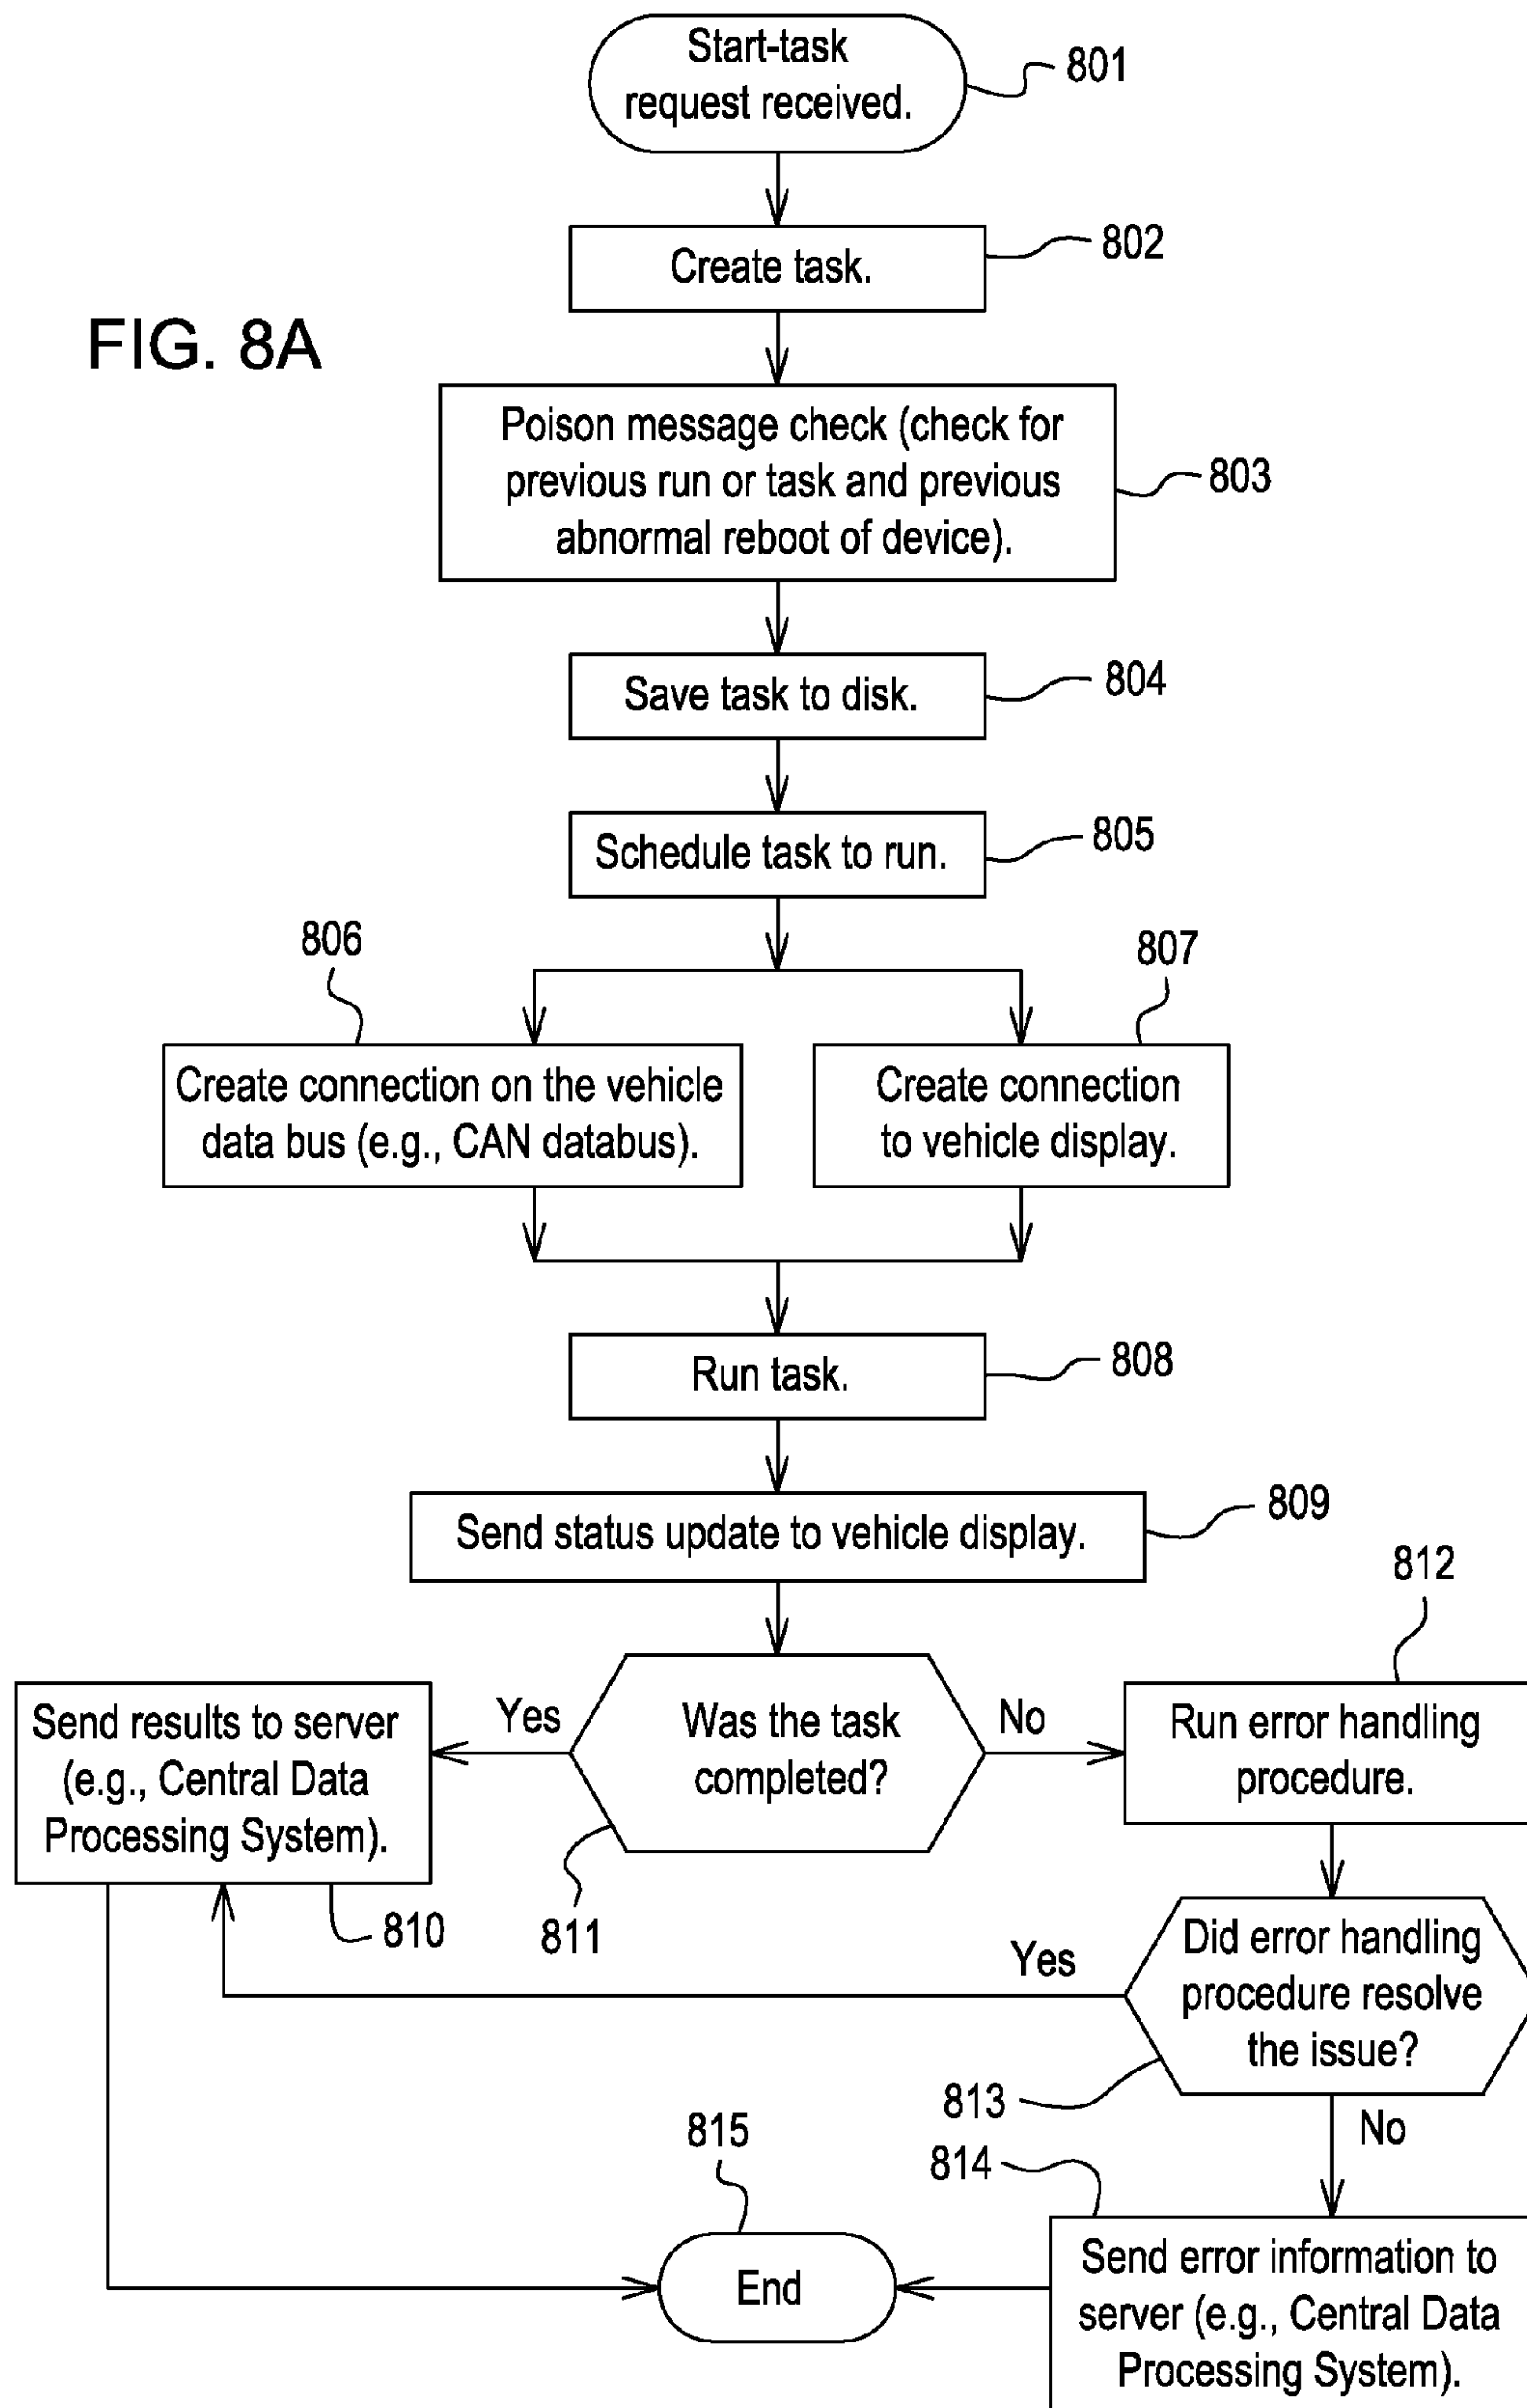 Start-task
request received.
801
Create task.
802
FIG. 8A
Poison message check (check for
previous run or task and previous
abnormal reboot of device).
803
Save task to disk.
804
Schedule task to run.
805
806
807
Create connection on the vehicle
data bus (e.g., CAN databus).
Create connection
to vehicle display.
Run task.
808
Send status update to vehicle display.
809
812
Send results to server
(e.g., Central Data
Processing System).
810
Yes
Was the task
completed?
811
No
Run error handling
procedure.
Yes
Did error handling
procedure resolve
the issue?
813
No
815
814
End
Send error information to
server (e.g., Central Data
Processing System).